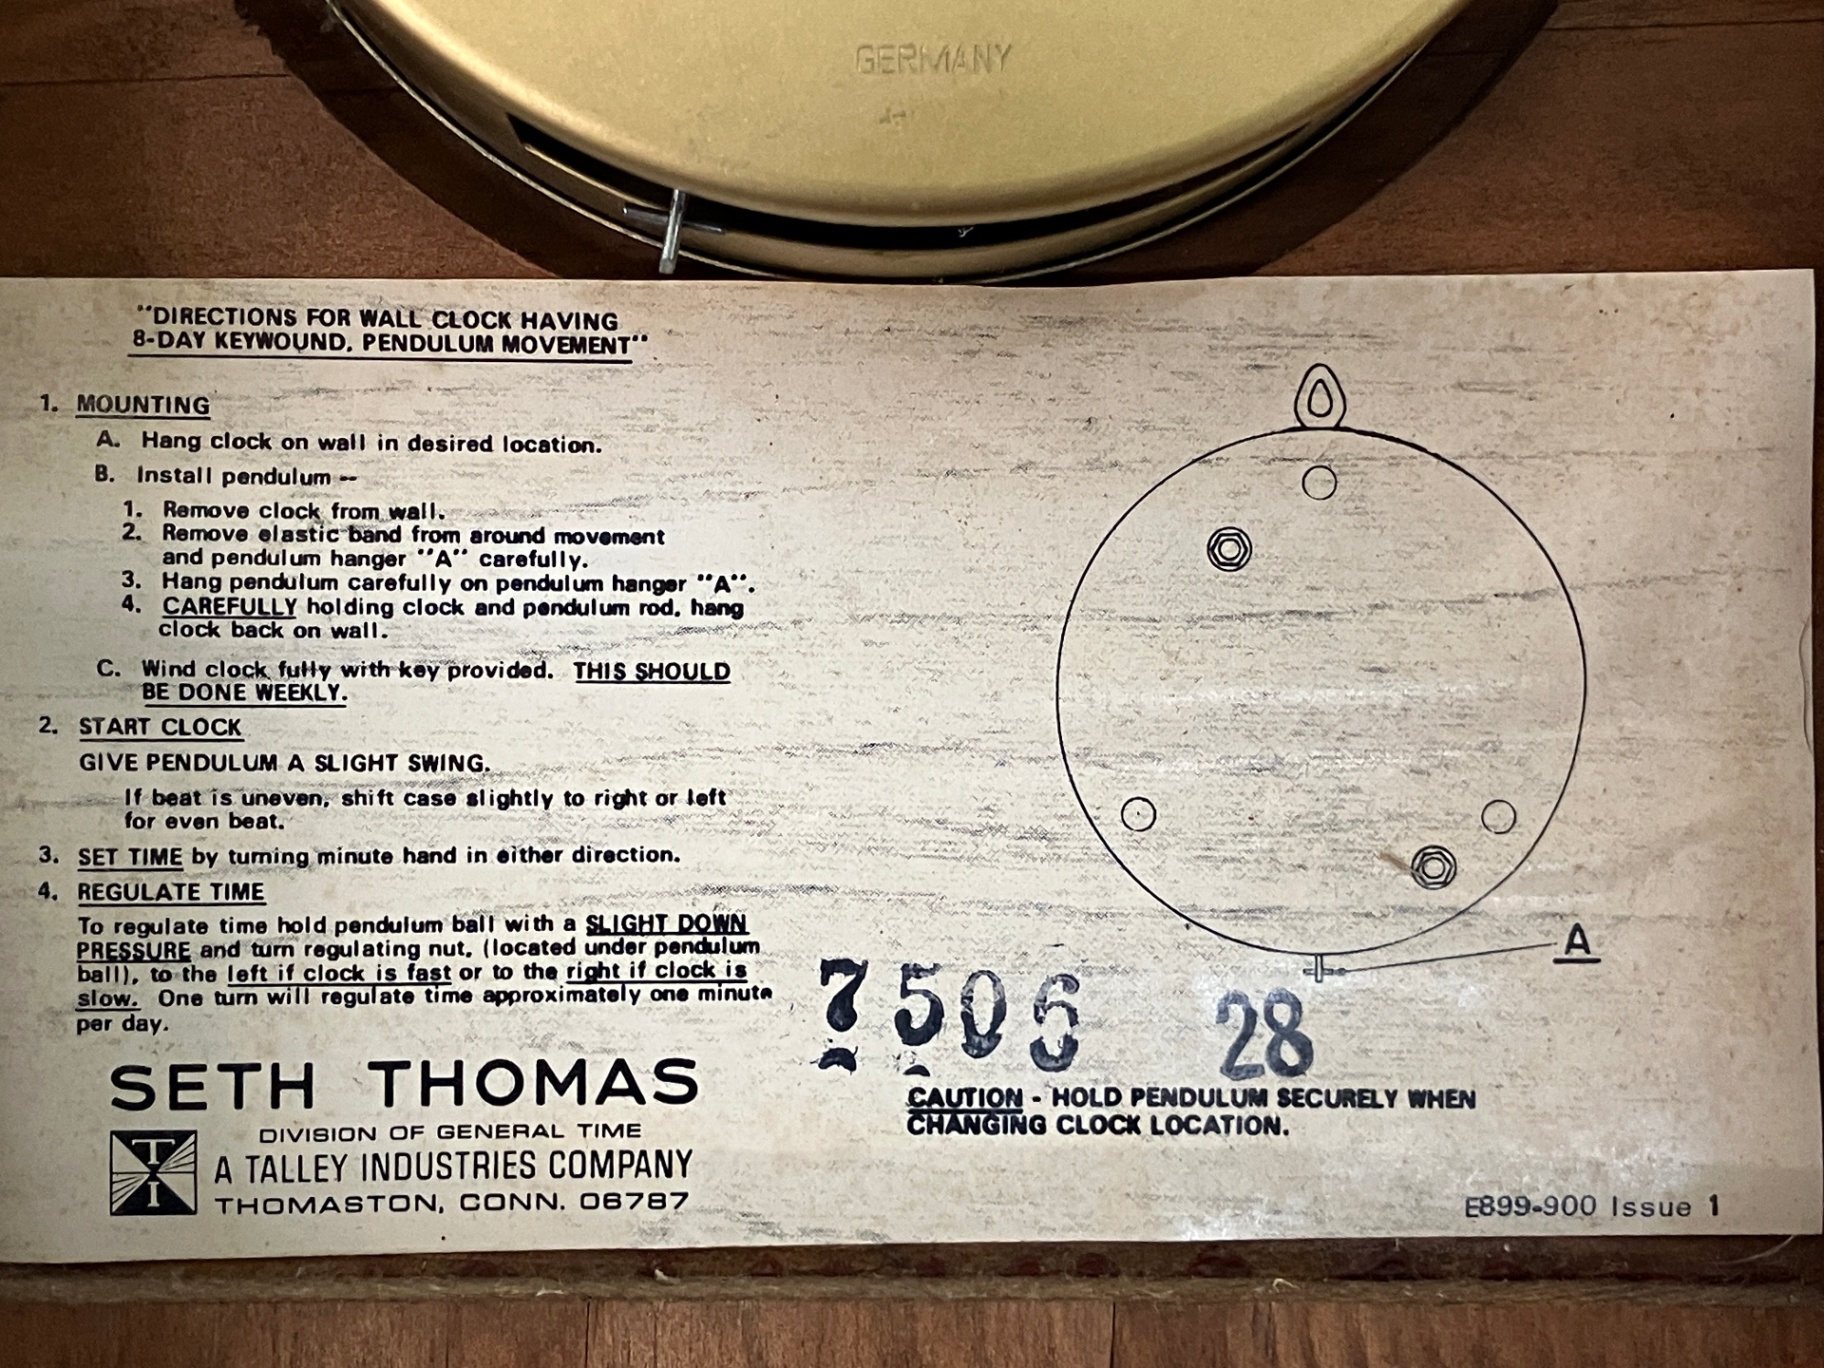 GERMANY
"DIRECTIONS FOR WALL CLOCK HAVING
8-DAY KEYWOUND, PENDULUM MOVEMENT"
1. MOUNTING
A. Hang clock on wall in desired location.
B. Install pendulum --
1. Remove clock from wall.
2. Remove elastic band from around movement
and pendulum hanger "A" carefully.
3. Hang pendulum carefully on pendulum hanger "A".
4. CAREFULLY holding clock and pendulum rod, hang
clock back on wall.
C. Wind clock fully with key provided. THIS SHOULD
BE DONE WEEKLY.
2. START CLOCK
GIVE PENDULUM A SLIGHT SWING.
If beat is uneven, shift case slightly to right or left
for even beat.
3. SET TIME by turning minute hand in either direction.
4. REGULATE TIME
To regulate time hold pendulum ball with a SLIGHT DOWN
PRESSURE and turn regulating nut, (located under pendulum
ball), to the left if clock is fast or to the right if clock is
slow. One turn will regulate time approximately one minute
per day.
A
7506 28
CAUTION - HOLD PENDULUM SECURELY WHEN
CHANGING CLOCK LOCATION.
SETH THOMAS
DIVISION OF GENERAL TIME
A TALLEY INDUSTRIES COMPANY
THOMASTON, CONN. 06787
T
I
E899-900 Issue 1